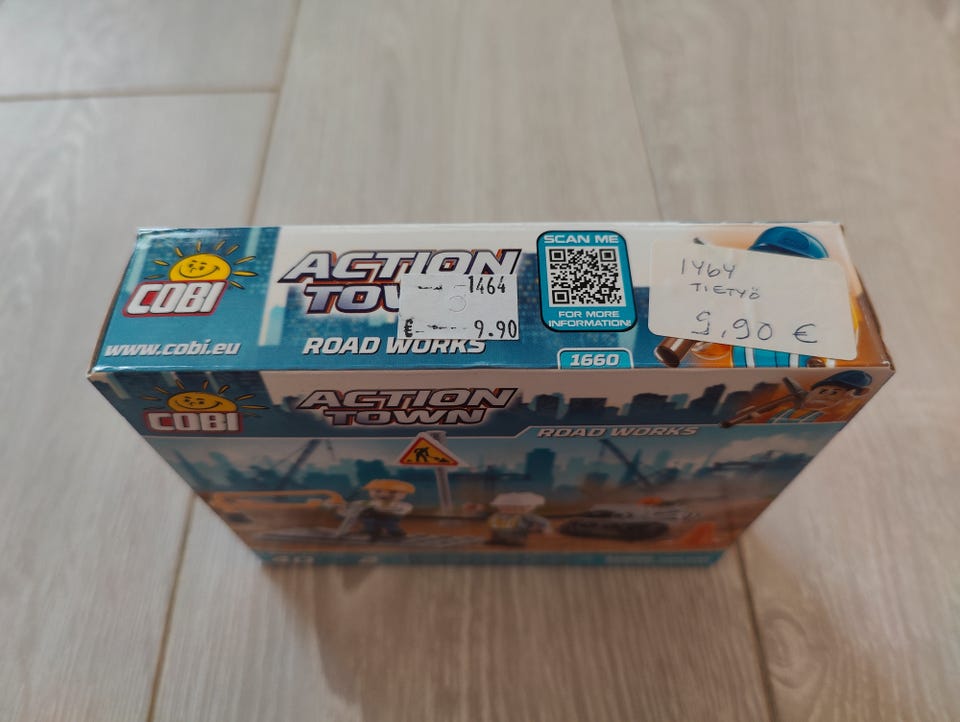 COBI
www.cobi.eu
ACTION
TOW
1464
€ 9.90
ROAD WORKS
SCAN ME
FOR MORE
INFORMATION!
1660
1464
TIETYÖ
9,90 €
COBI
ACTION
TOWN
ROAD WORKS